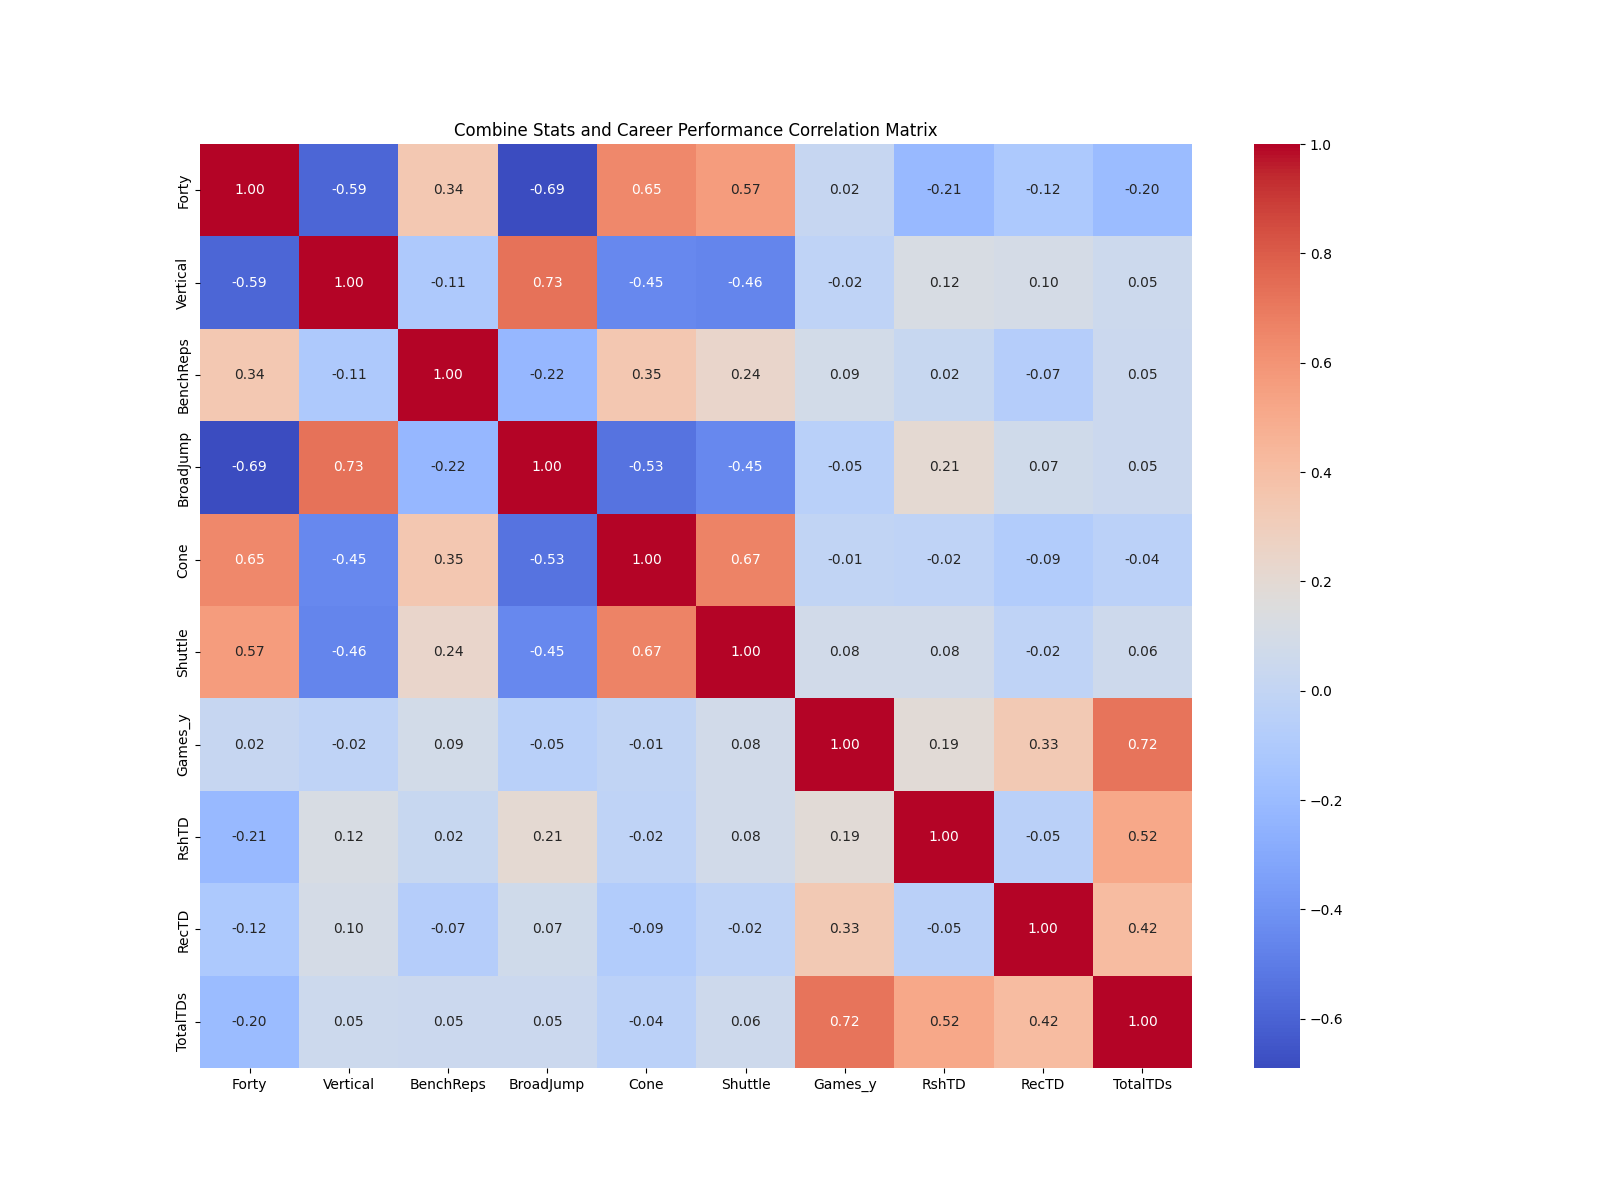 Combine Stats and Career Performance Correlation Matrix
Forty 1.00 -0.59 0.34 -0.69 0.65 0.57 0.02 -0.21 -0.12 -0.20
Vertical -0.59 1.00 -0.11 0.73 -0.45 -0.46 -0.02 0.12 0.10 0.05
BenchReps 0.34 -0.11 1.00 -0.22 0.35 0.24 0.09 0.02 -0.07 0.05
BroadJump -0.69 0.73 -0.22 1.00 -0.53 -0.45 -0.05 0.21 0.07 0.05
Cone 0.65 -0.45 0.35 -0.53 1.00 0.67 -0.01 -0.02 -0.09 -0.04
Shuttle 0.57 -0.46 0.24 -0.45 0.67 1.00 0.08 0.08 -0.02 0.06
Games_y 0.02 -0.02 0.09 -0.05 -0.01 0.08 1.00 0.19 0.33 0.72
RshTD -0.21 0.12 0.02 0.21 -0.02 0.08 0.19 1.00 -0.05 0.52
RecTD -0.12 0.10 -0.07 0.07 -0.09 -0.02 0.33 -0.05 1.00 0.42
TotalTDs -0.20 0.05 0.05 0.05 -0.04 0.06 0.72 0.52 0.42 1.00
Forty Vertical BenchReps BroadJump Cone Shuttle Games_y RshTD RecTD TotalTDs
1.0
0.8
0.6
0.4
0.2
0.0
−0.2
−0.4
−0.6